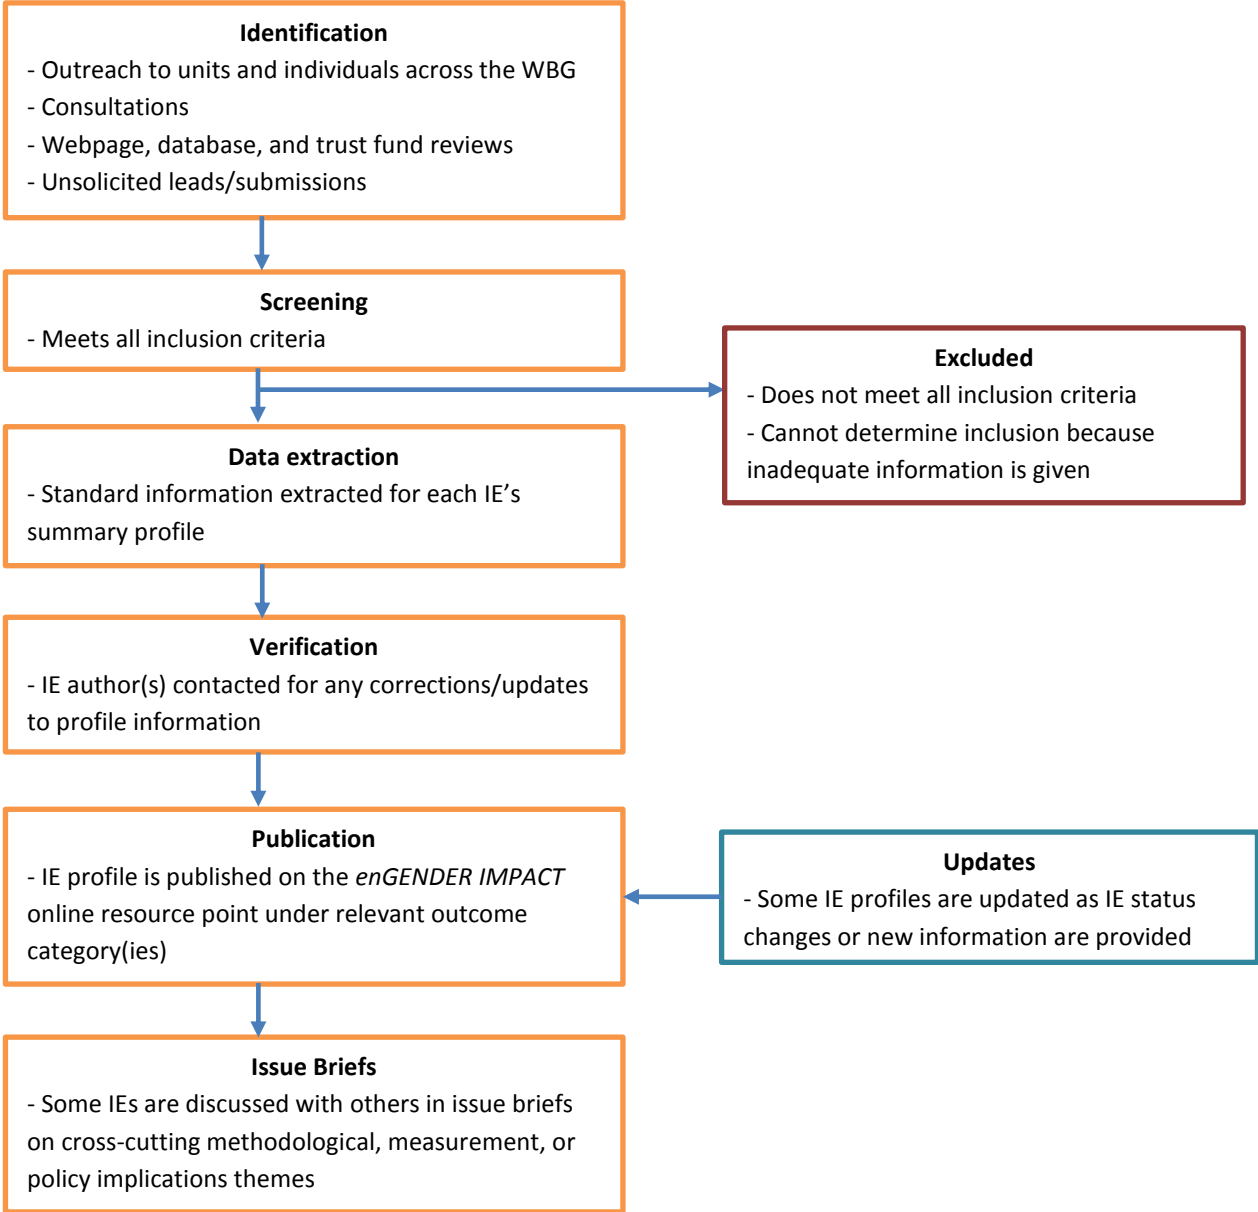 Identification
- Outreach to units and individuals across the WBG
- Consultations
- Webpage, database, and trust fund reviews
- Unsolicited leads/submissions
Screening
- Meets all inclusion criteria
Excluded
- Does not meet all inclusion criteria
- Cannot determine inclusion because
inadequate information is given
Data extraction
- Standard information extracted for each IE’s
summary profile
Verification
- IE author(s) contacted for any corrections/updates
to profile information
Publication
- IE profile is published on the enGENDER IMPACT
online resource point under relevant outcome
category(ies)
Updates
- Some IE profiles are updated as IE status
changes or new information are provided
Issue Briefs
- Some IEs are discussed with others in issue briefs
on cross-cutting methodological, measurement, or
policy implications themes